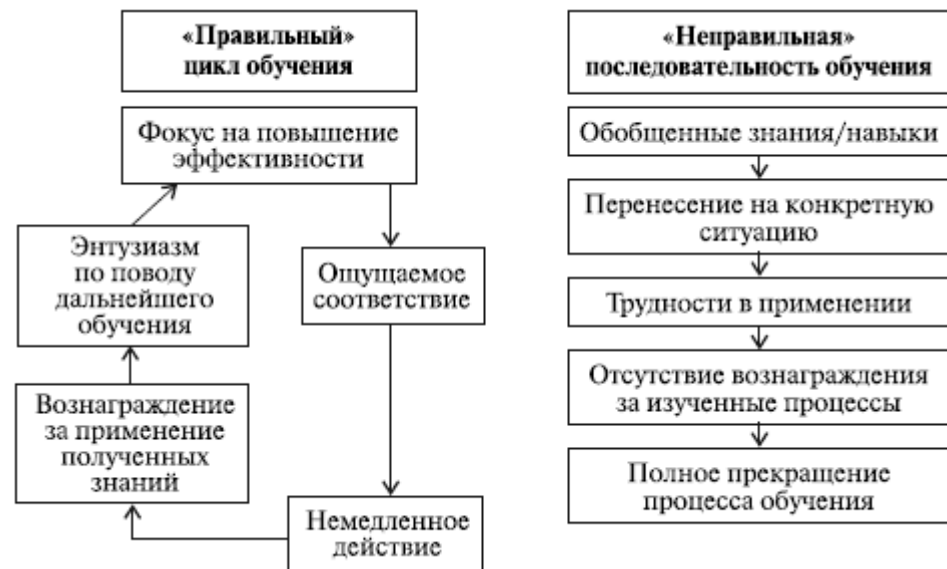 «Правильный»
цикл обучения
Фокус на повышение
эффективности
Ощущаемое
соответствие
Немедленное
действие
Вознаграждение
за применение
полученных
знаний
Энтузиазм
по поводу
дальнейшего
обучения
«Неправильная»
последовательность обучения
Обобщенные знания/навыки
Перенесение на конкретную
ситуацию
Трудности в применении
Отсутствие вознаграждения
за изученные процессы
Полное прекращение
процесса обучения